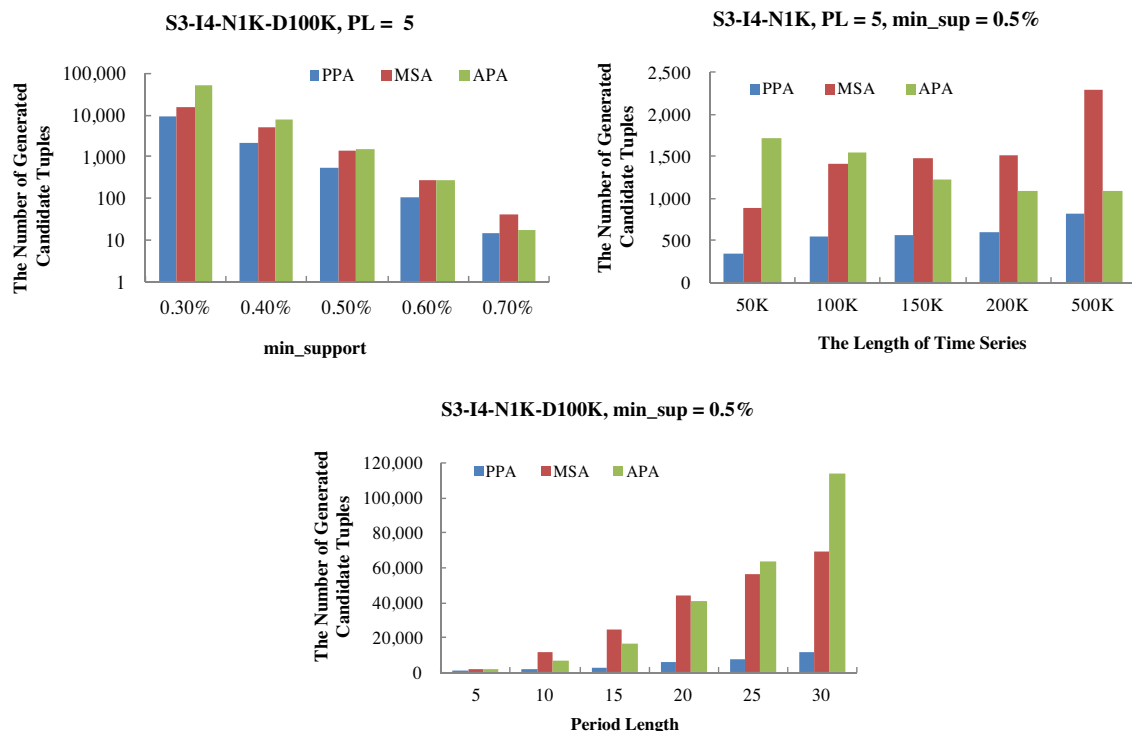 S3-I4-N1K-D100K, PL = 5
The Number of Generated
Candidate Tuples
100,000
10,000
1,000
100
10
1
PPA MSA APA
0.30% 0.40% 0.50% 0.60% 0.70%
min_support
S3-I4-N1K, PL = 5, min_sup = 0.5%
The Number of Generated
Candidate Tuples
2,500
2,000
1,500
1,000
500
0
PPA MSA APA
50K 100K 150K 200K 500K
The Length of Time Series
S3-I4-N1K-D100K, min_sup = 0.5%
The Number of Generated
Candidate Tuples
120,000
100,000
80,000
60,000
40,000
20,000
0
PPA MSA APA
5 10 15 20 25 30
Period Length